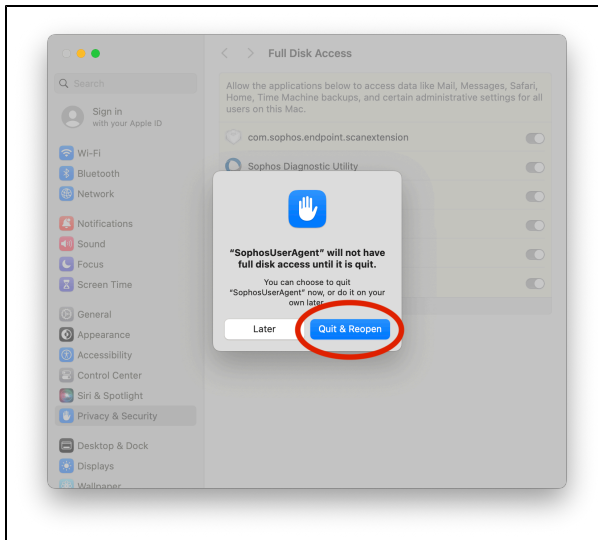 Full Disk Access
Search
Allow the applications below to access data like Mail, Messages, Safari,
Home, Time Machine backups, and certain administrative settings for all
users on this Mac.
Sign in
with your Apple ID
com.sophos.endpoint.scanextension
Wi-Fi
Sophos Diagnostic Utility
Bluetooth
Network
Notifications
Sound
Focus
Screen Time
General
Appearance
Accessibility
Control Center
Siri & Spotlight
Privacy & Security
Desktop & Dock
Displays
Wallpaper
“SophosUserAgent” will not have
full disk access until it is quit.
You can choose to quit
“SophosUserAgent” now, or do it on your
own later.
Later
Quit & Reopen